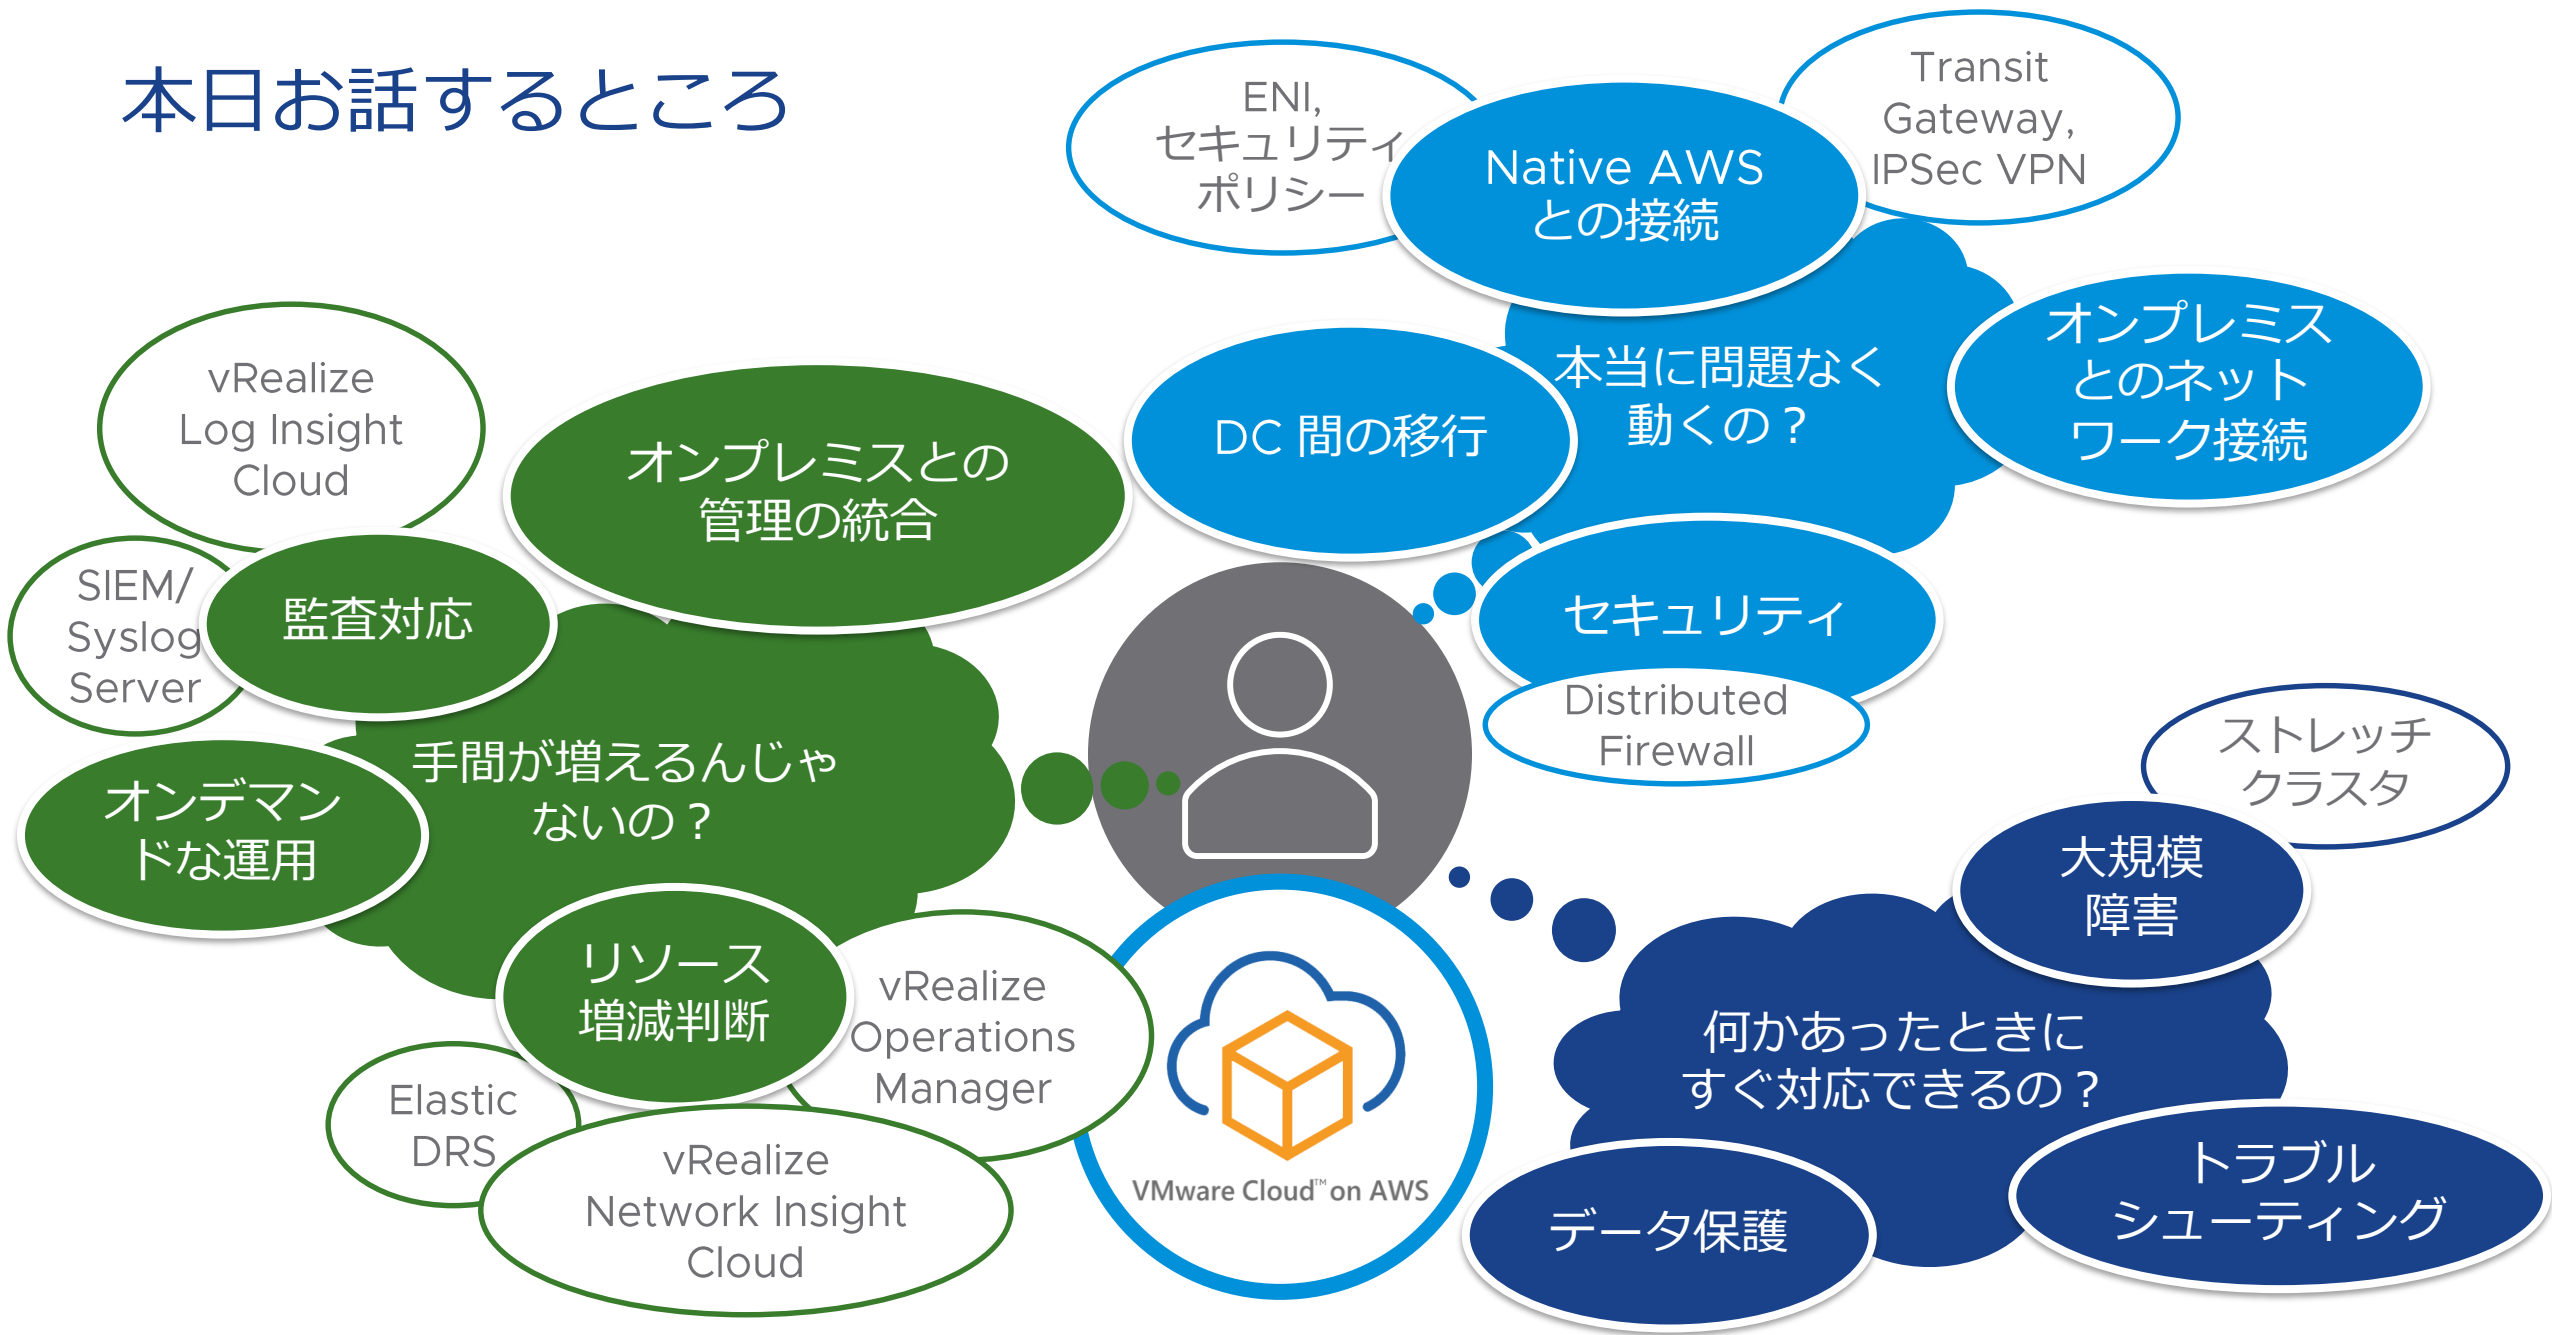 本日お話するところ
ENI,
セキュリティ
ポリシー
Native AWS
との接続
Transit
Gateway,
IPSec VPN
オンプレミス
とのネット
ワーク接続
本当に問題なく
動くの？
DC 間の移行
セキュリティ
Distributed
Firewall
vRealize
Log Insight
Cloud
オンプレミスとの
管理の統合
SIEM/
Syslog
Server
監査対応
手間が増えるんじゃ
ないの？
オンデマン
ドな運用
リソース
増減判断
vRealize
Operations
Manager
Elastic
DRS
vRealize
Network Insight
Cloud
VMware Cloud™ on AWS
ストレッチ
クラスタ
大規模
障害
何かあったときに
すぐ対応できるの？
データ保護
トラブル
シューティング